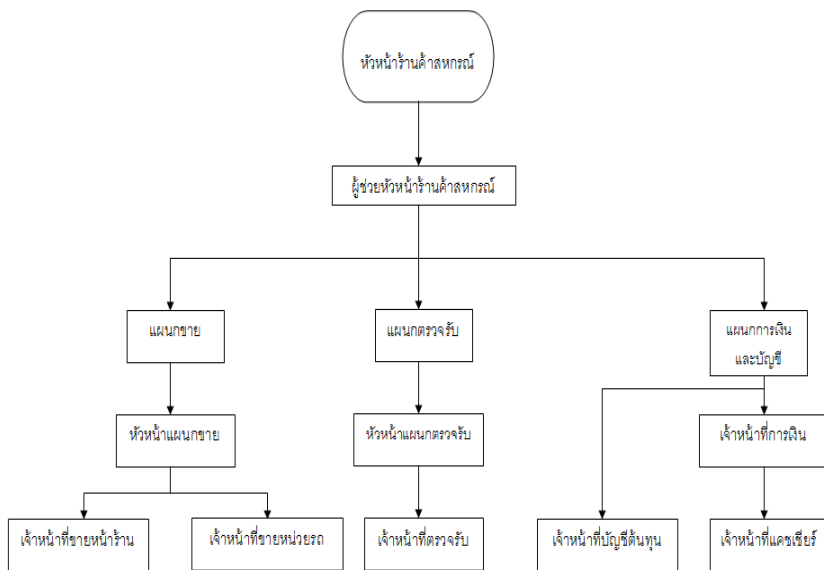 หัวหน้าร้านค้าสหกรณ์
ผู้ช่วยหัวหน้าร้านค้าสหกรณ์
แผนกขาย
แผนกตรวจรับ
แผนกการเงิน
และบัญชี
หัวหน้าแผนกขาย
หัวหน้าแผนกตรวจรับ
เจ้าหน้าที่การเงิน
เจ้าหน้าที่ขายหน้าร้าน
เจ้าหน้าที่ขายหน่วยรถ
เจ้าหน้าที่ตรวจรับ
เจ้าหน้าที่บัญชีต้นทุน
เจ้าหน้าที่แคชเชียร์